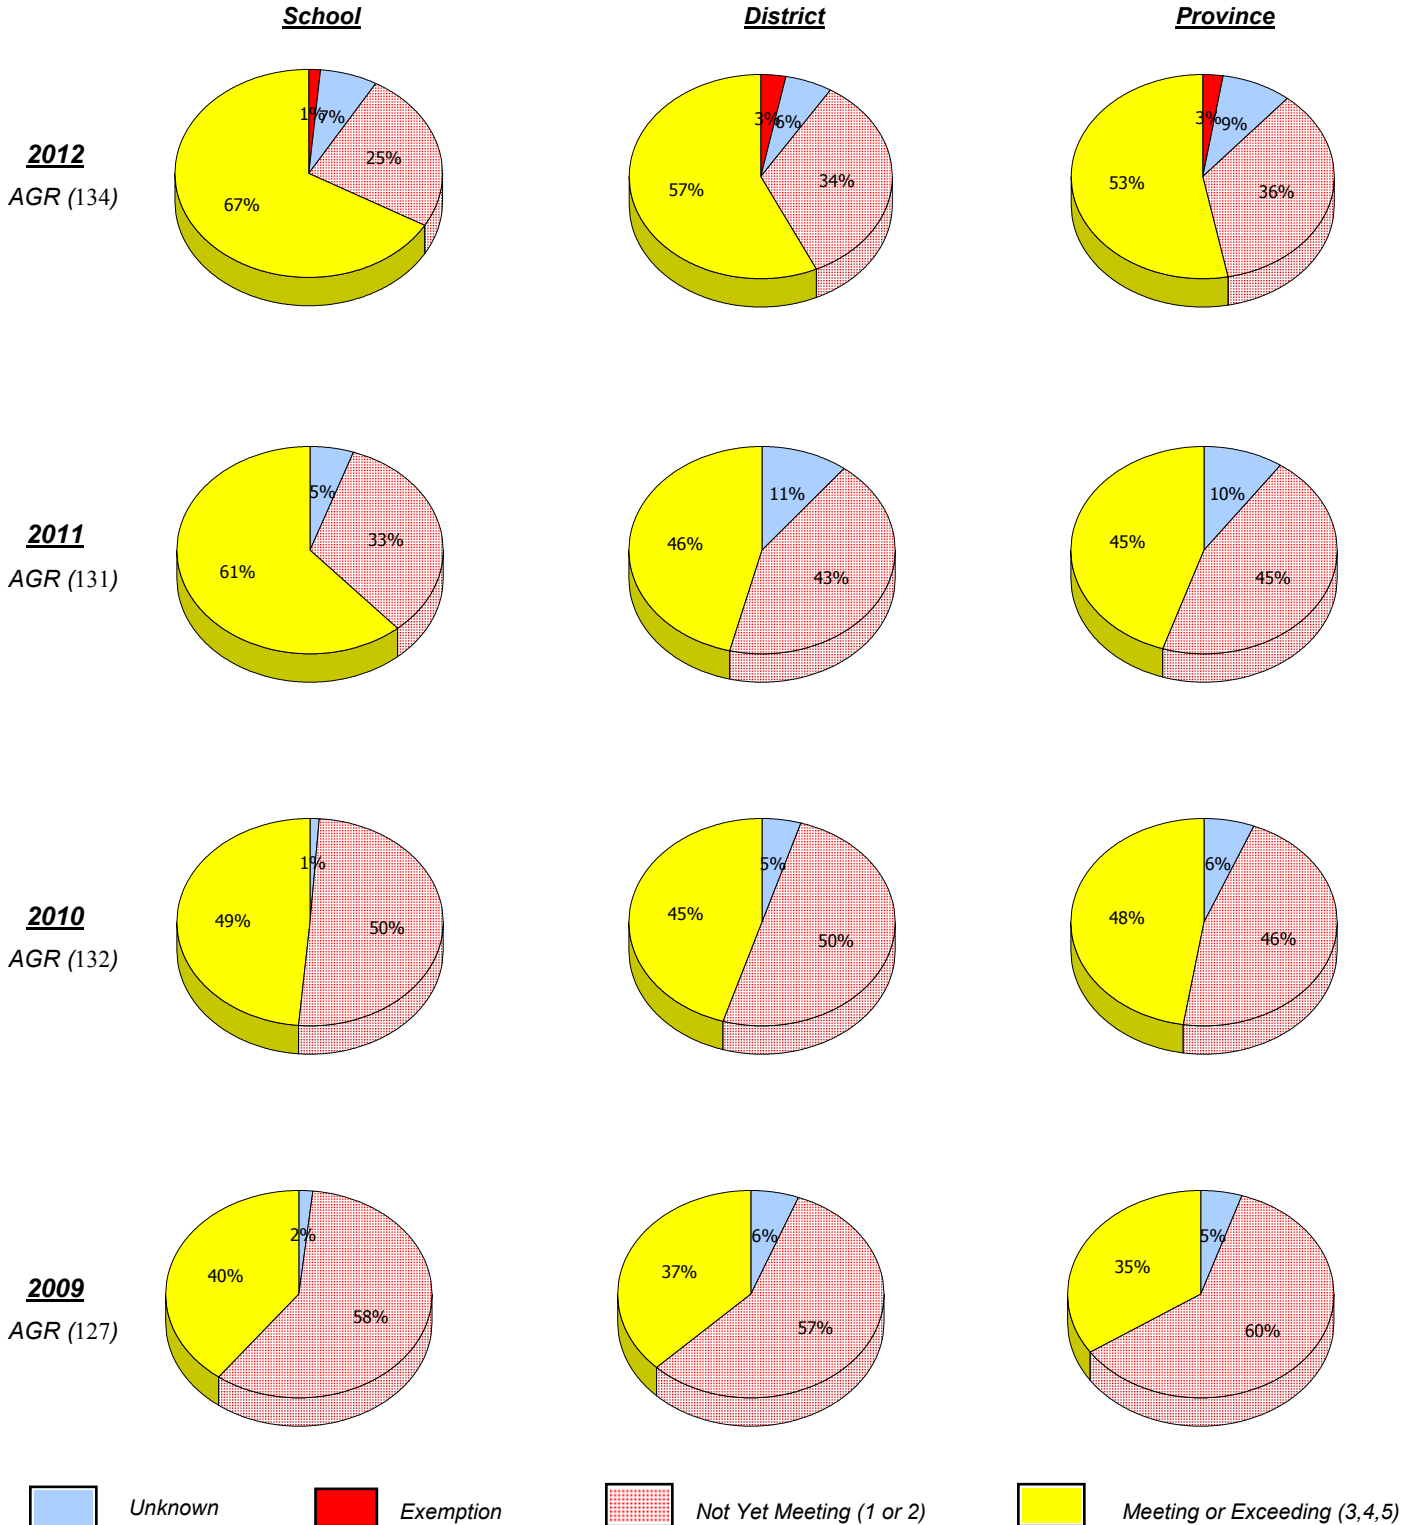 School District Province
2012
AGR (134)
1% 7% 25% 67%
3% 6% 34% 57%
3% 9% 36% 53%
2011
AGR (131)
5% 33% 61%
11% 43% 46%
10% 45% 45%
2010
AGR (132)
1% 50% 49%
5% 50% 45%
6% 46% 48%
2009
AGR (127)
2% 58% 40%
6% 57% 37%
5% 60% 35%
Unknown Exemption Not Yet Meeting (1 or 2) Meeting or Exceeding (3,4,5)